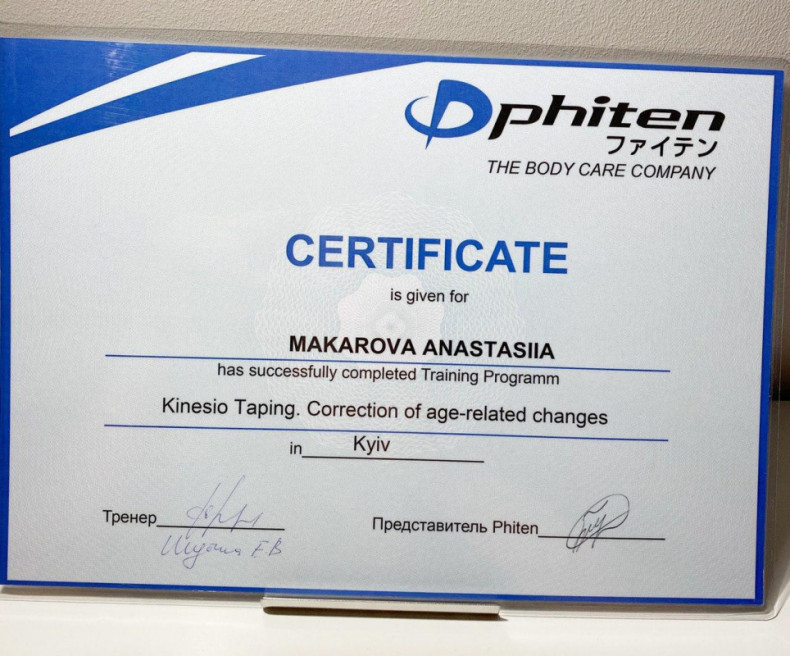 phiten
ファイテン
THE BODY CARE COMPANY
CERTIFICATE
is given for
MAKAROVA ANASTASIIA
has successfully completed Training Programm
Kinesio Taping. Correction of age-related changes
in Kyiv
Тренер
Представитель Phiten